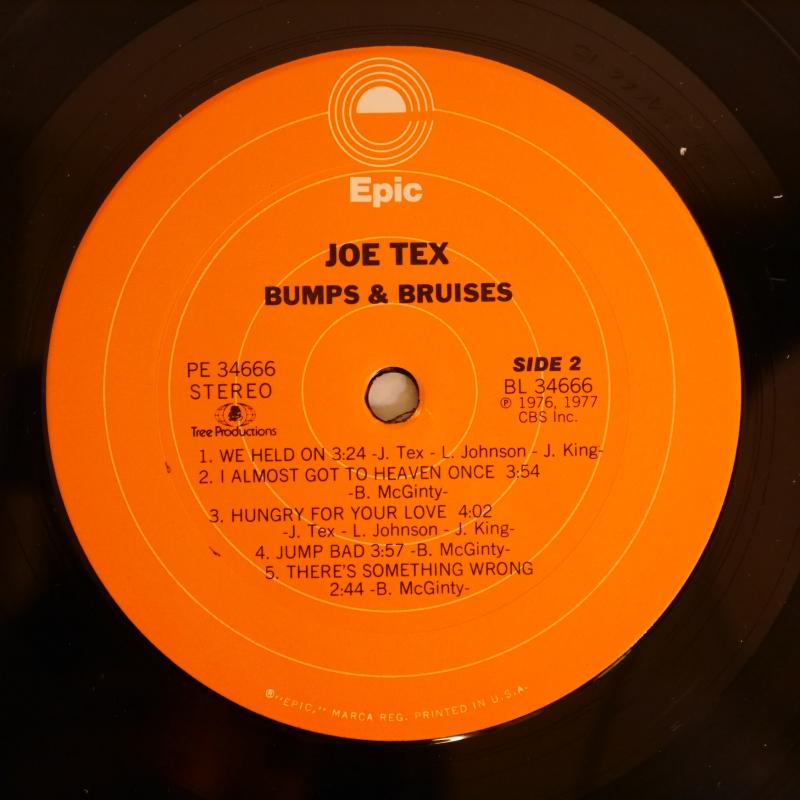 Epic
JOE TEX
BUMPS & BRUISES
PE 34666
STEREO
Tree Productions
SIDE 2
BL 34666
℗ 1976, 1977
CBS Inc.
1. WE HELD ON 3:24 -J. Tex - L. Johnson - J. King-
2. I ALMOST GOT TO HEAVEN ONCE 3:54
-B. McGinty-
3. HUNGRY FOR YOUR LOVE 4:02
-J. Tex - L. Johnson - J. King-
4. JUMP BAD 3:57 -B. McGinty-
5. THERE'S SOMETHING WRONG
2:44 -B. McGinty-
®"EPIC," MARCA REG. PRINTED IN U.S.A.